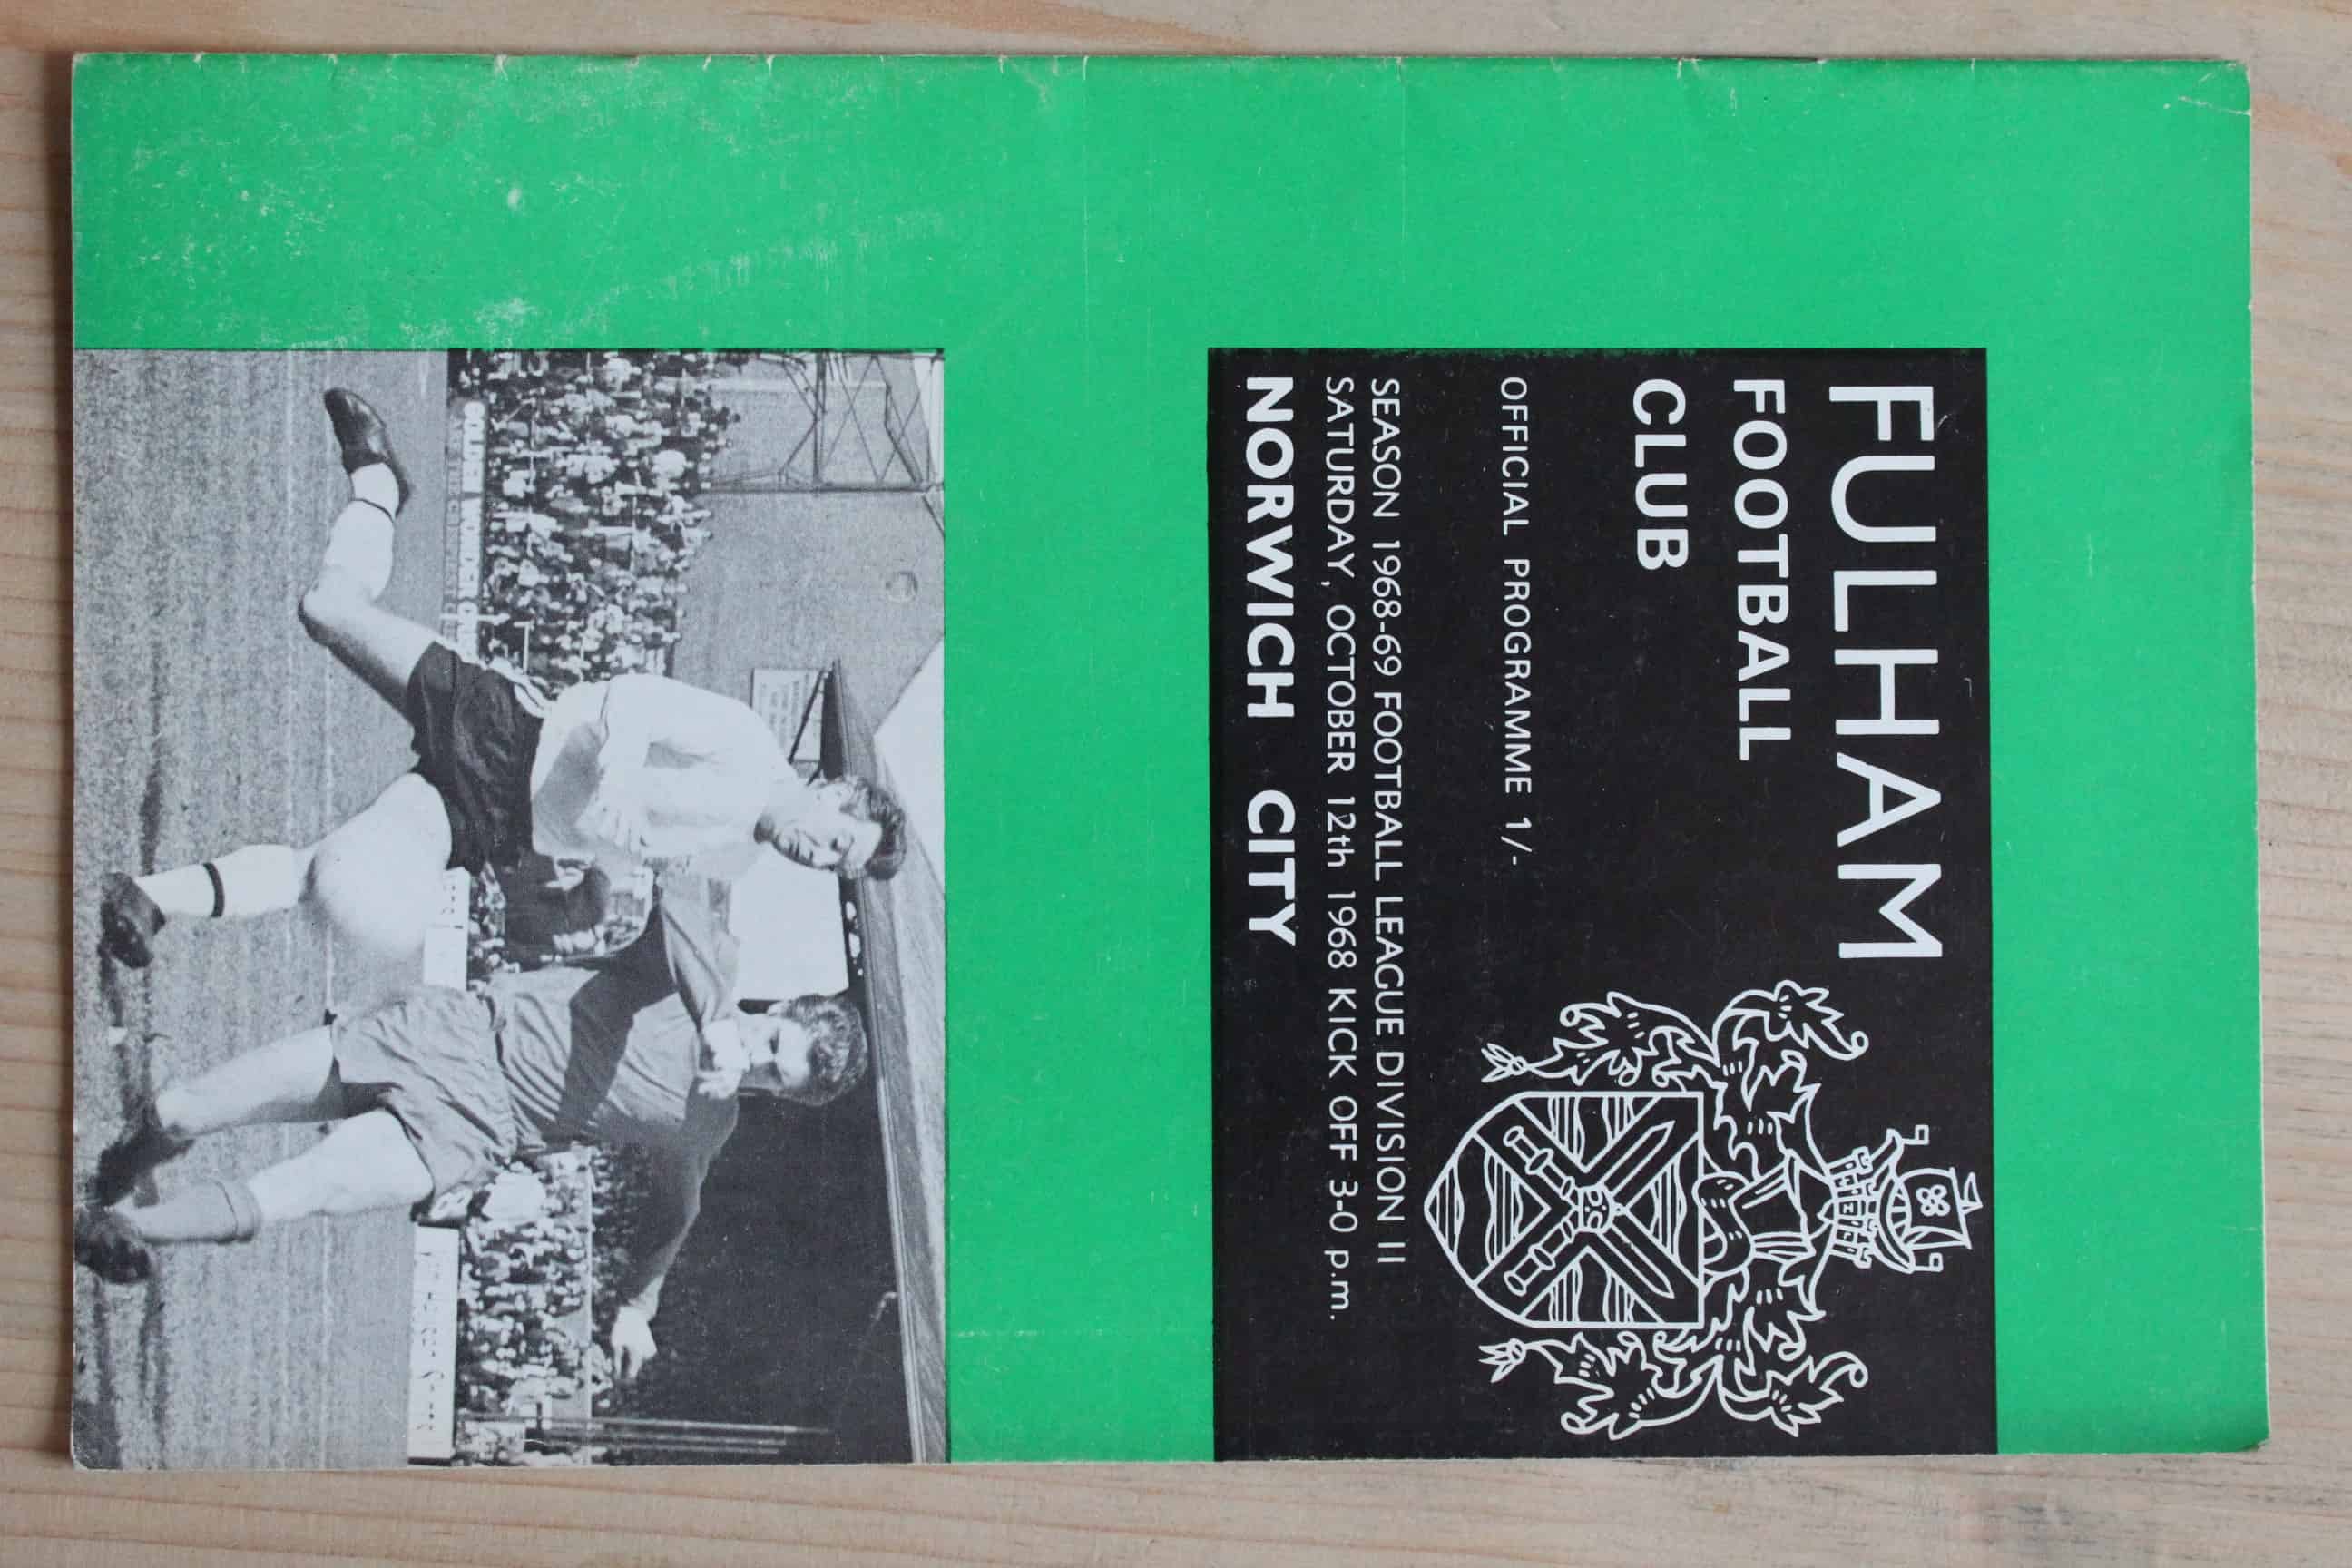 FULHAM
FOOTBALL
CLUB
OFFICIAL PROGRAMME 1/-
SEASON 1968-69 FOOTBALL LEAGUE DIVISION II
SATURDAY, OCTOBER 12th 1968 KICK OFF 3-0 p.m.
NORWICH CITY